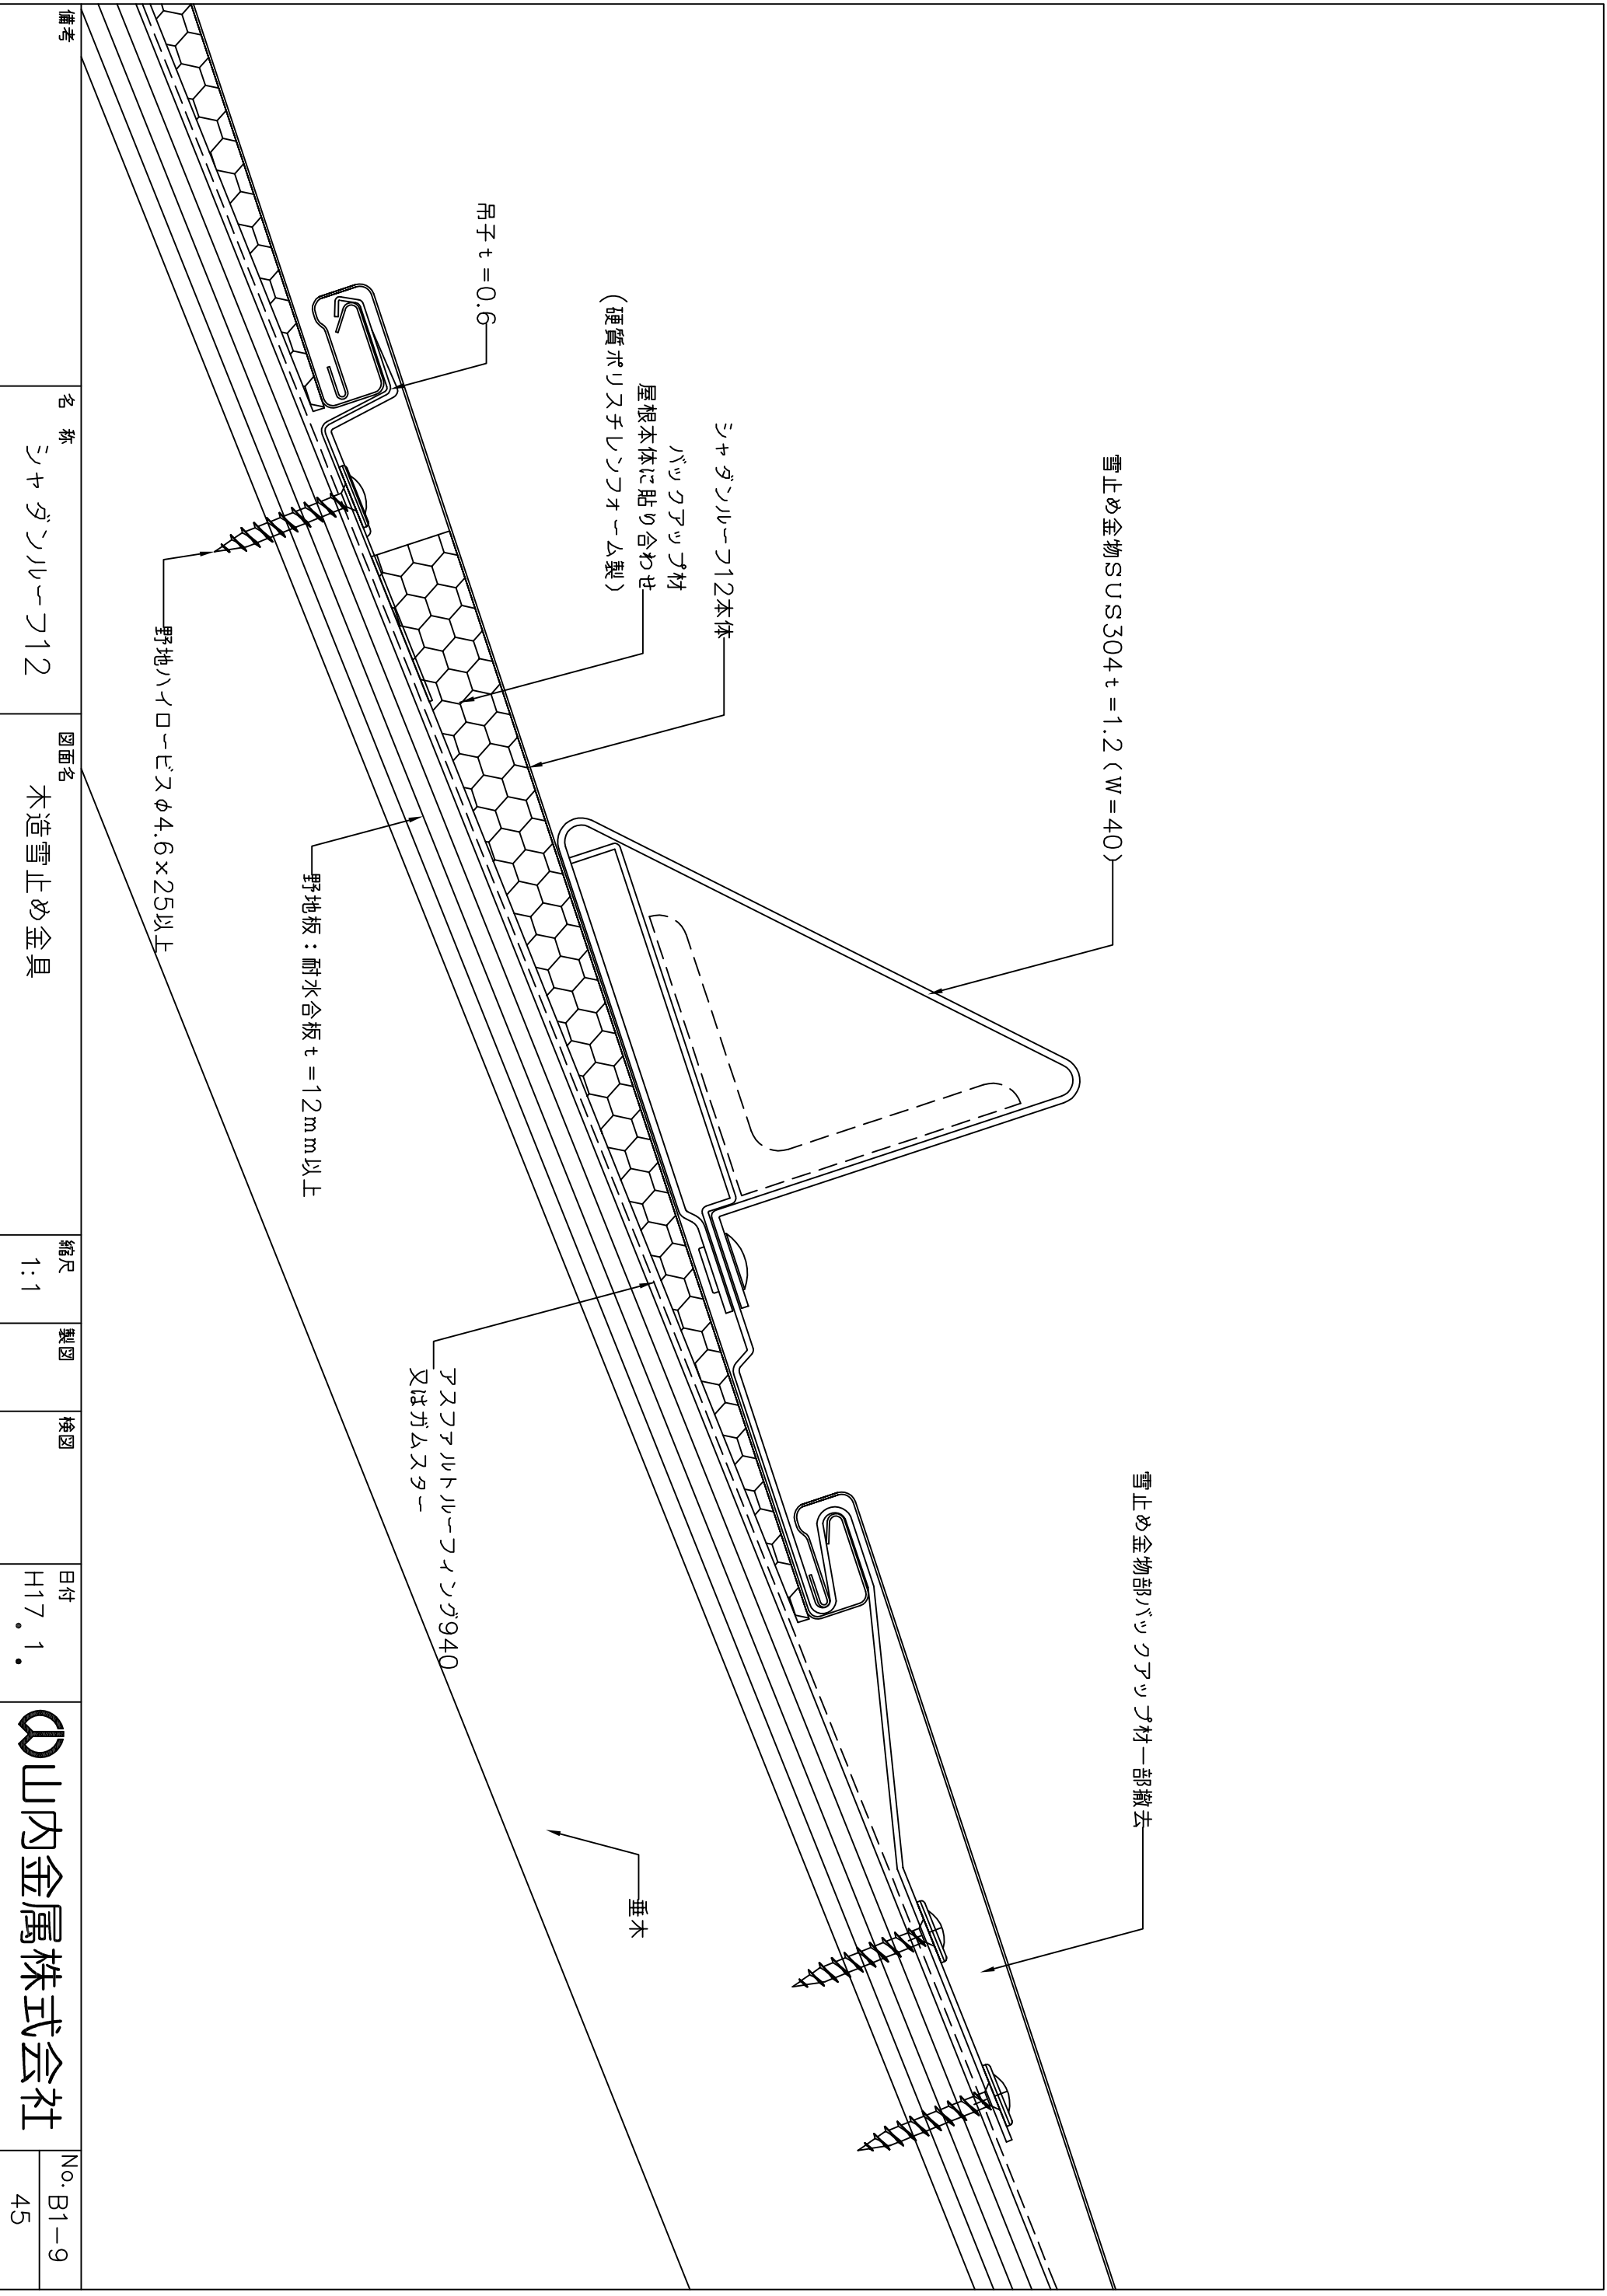 雪止め金物SUS304ｔ=1.2（W=40）
雪止め金物部バックアップ材一部撤去
シャダンルーフ12本体
バックアップ材
屋根本体に貼り合わせ
（硬質ポリスチレンフォーム製）
吊子ｔ=0.6
垂木
アスファルトルーフィング940
又はガムスター
野地板：耐水合板ｔ=12mm以上
野地ハイロービスφ4.6×25以上
備考
名 称
シャダンルーフ12
図面名
木造雪止め金具
縮尺
1:1
製図
検図
日付
H17．1．
山内金属株式会社
No. B1-9
45